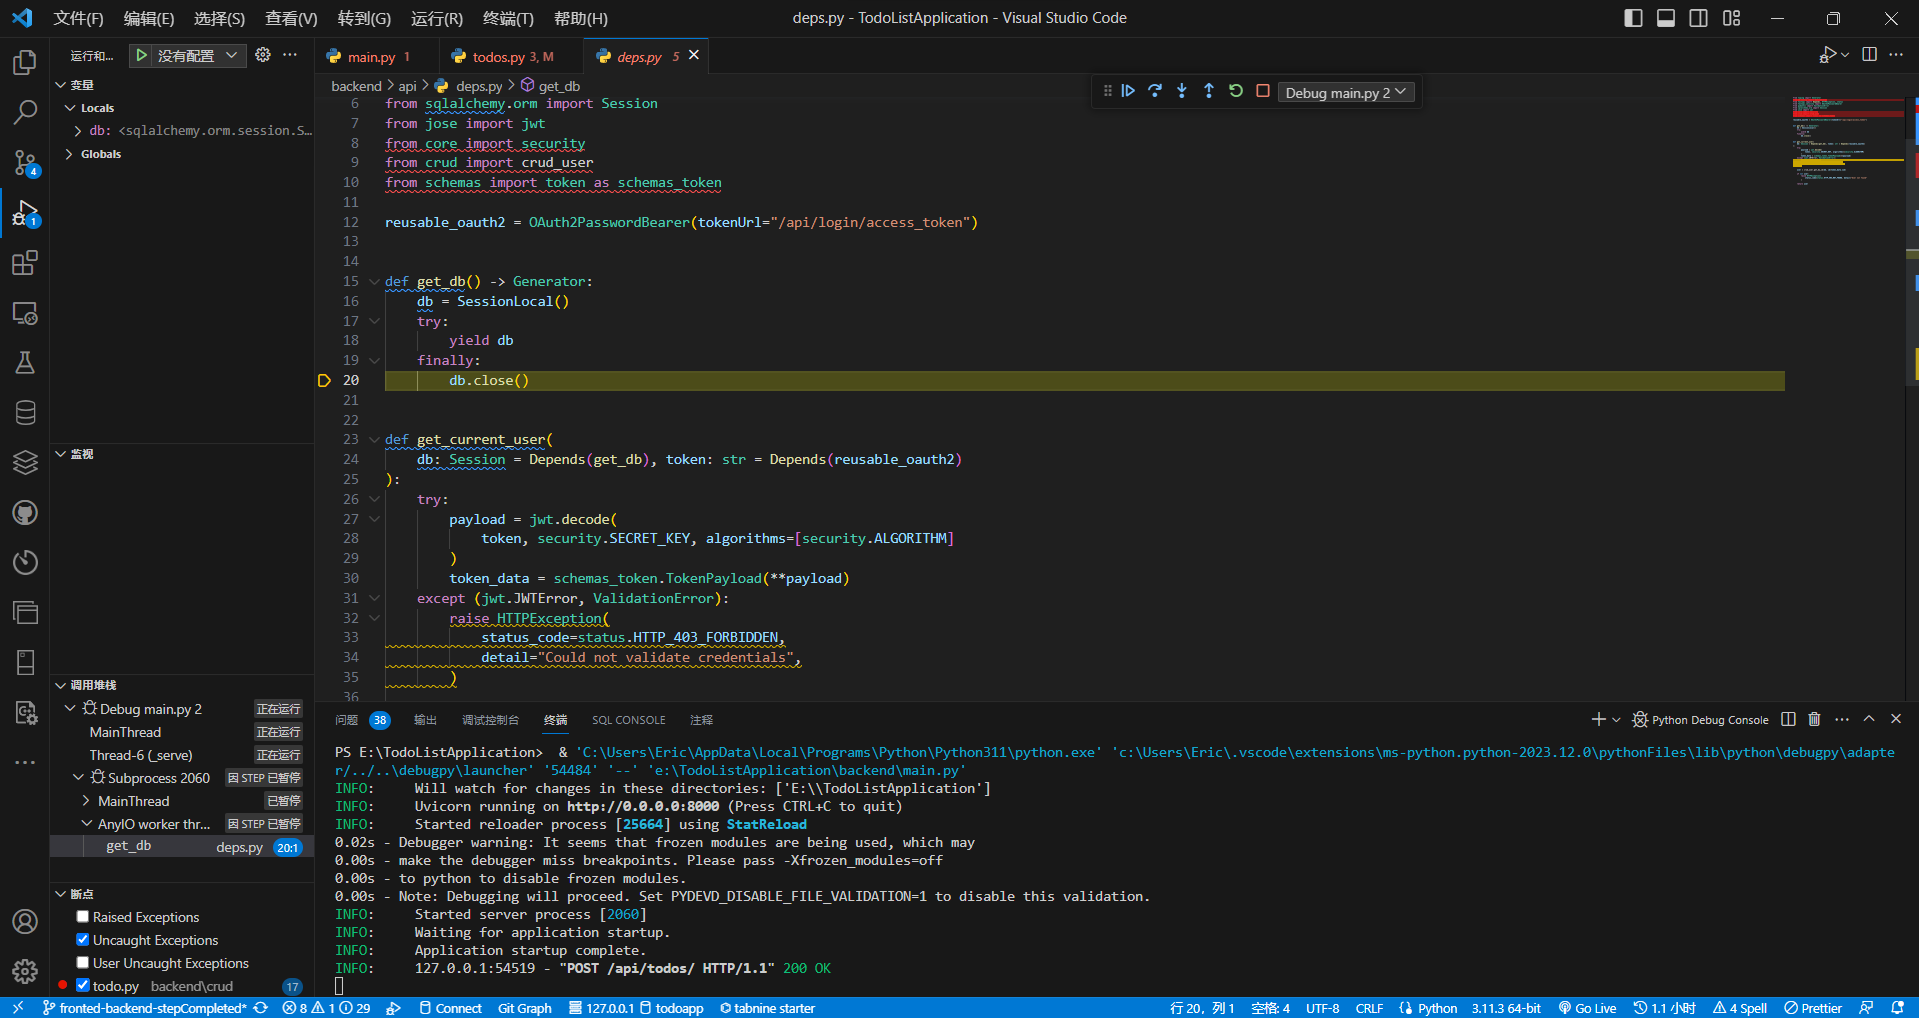 文件(F) 编辑(E) 选择(S) 查看(V) 转到(G) 运行(R) 终端(T) 帮助(H)
deps.py - TodoListApplication - Visual Studio Code
运行和... 没有配置
main.py 1
todos.py 3, M
deps.py 5
backend > api > deps.py > get_db
Debug main.py 2
变量
Locals
db: <sqlalchemy.orm.session.S...
Globals
6 from sqlalchemy.orm import Session
7 from jose import jwt
8 from core import security
9 from crud import crud_user
10 from schemas import token as schemas_token
11
12 reusable_oauth2 = OAuth2PasswordBearer(tokenUrl="/api/login/access_token")
13
14
15 def get_db() -> Generator:
16 db = SessionLocal()
17 try:
18 yield db
19 finally:
20 db.close()
21
22
23 def get_current_user(
24 db: Session = Depends(get_db), token: str = Depends(reusable_oauth2)
25 ):
26 try:
27 payload = jwt.decode(
28 token, security.SECRET_KEY, algorithms=[security.ALGORITHM]
29 )
30 token_data = schemas_token.TokenPayload(**payload)
31 except (jwt.JWTError, ValidationError):
32 raise HTTPException(
33 status_code=status.HTTP_403_FORBIDDEN,
34 detail="Could not validate credentials",
35 )
36
4
1
监视
调用堆栈
Debug main.py 2 正在运行
MainThread 正在运行
Thread-6 (_serve) 正在运行
Subprocess 2060 因 STEP 已暂停
MainThread 已暂停
AnyIO worker thr... 因 STEP 已暂停
get_db deps.py 20:1
断点
Raised Exceptions
Uncaught Exceptions
User Uncaught Exceptions
todo.py backend\crud 17
问题 38 输出 调试控制台 终端 SQL CONSOLE 注释
Python Debug Console
PS E:\TodoListApplication> & 'C:\Users\Eric\AppData\Local\Programs\Python\Python311\python.exe' 'c:\Users\Eric\.vscode\extensions\ms-python.python-2023.12.0\pythonFiles\lib\python\debugpy\adapte
r/../..\debugpy\launcher' '54484' '--' 'e:\TodoListApplication\backend\main.py'
INFO: Will watch for changes in these directories: ['E:\\TodoListApplication']
INFO: Uvicorn running on http://0.0.0.0:8000 (Press CTRL+C to quit)
INFO: Started reloader process [25664] using StatReload
0.02s - Debugger warning: It seems that frozen modules are being used, which may
0.00s - make the debugger miss breakpoints. Please pass -Xfrozen_modules=off
0.00s - to python to disable frozen modules.
0.00s - Note: Debugging will proceed. Set PYDEVD_DISABLE_FILE_VALIDATION=1 to disable this validation.
INFO: Started server process [2060]
INFO: Waiting for application startup.
INFO: Application startup complete.
INFO: 127.0.0.1:54519 - "POST /api/todos/ HTTP/1.1" 200 OK
fronted-backend-stepCompleted* 8 1 29 Connect Git Graph 127.0.0.1 todoapp tabnine starter
行 20，列 1 空格: 4 UTF-8 CRLF Python 3.11.3 64-bit Go Live 1.1 小时 4 Spell Prettier